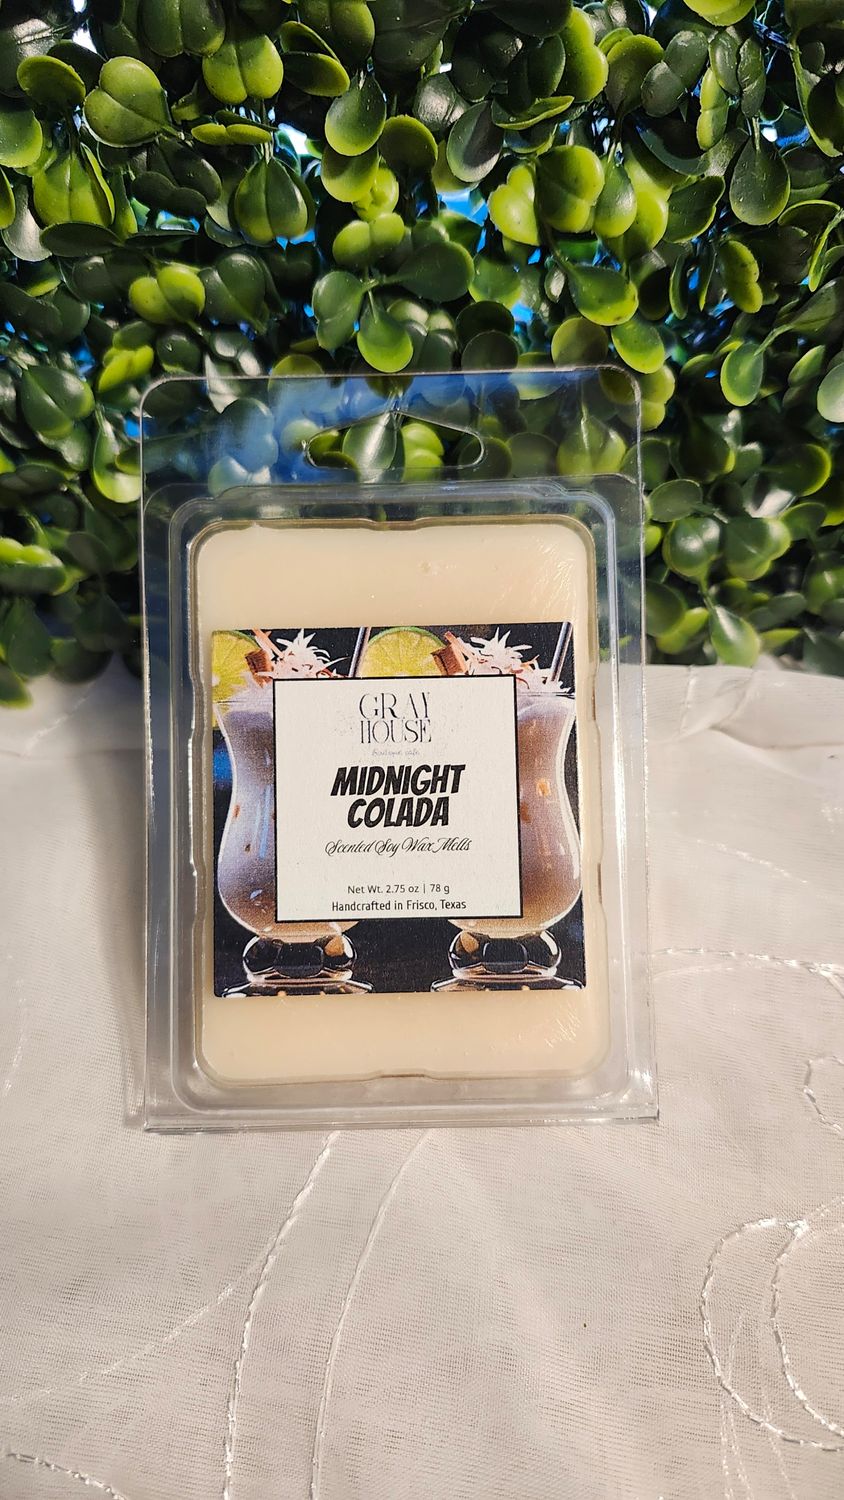 GRAY
HOUSE
MIDNIGHT
COLADA
Scented Soy Wax Melts
Net Wt. 2.75 oz | 78 g
Handcrafted in Frisco, Texas